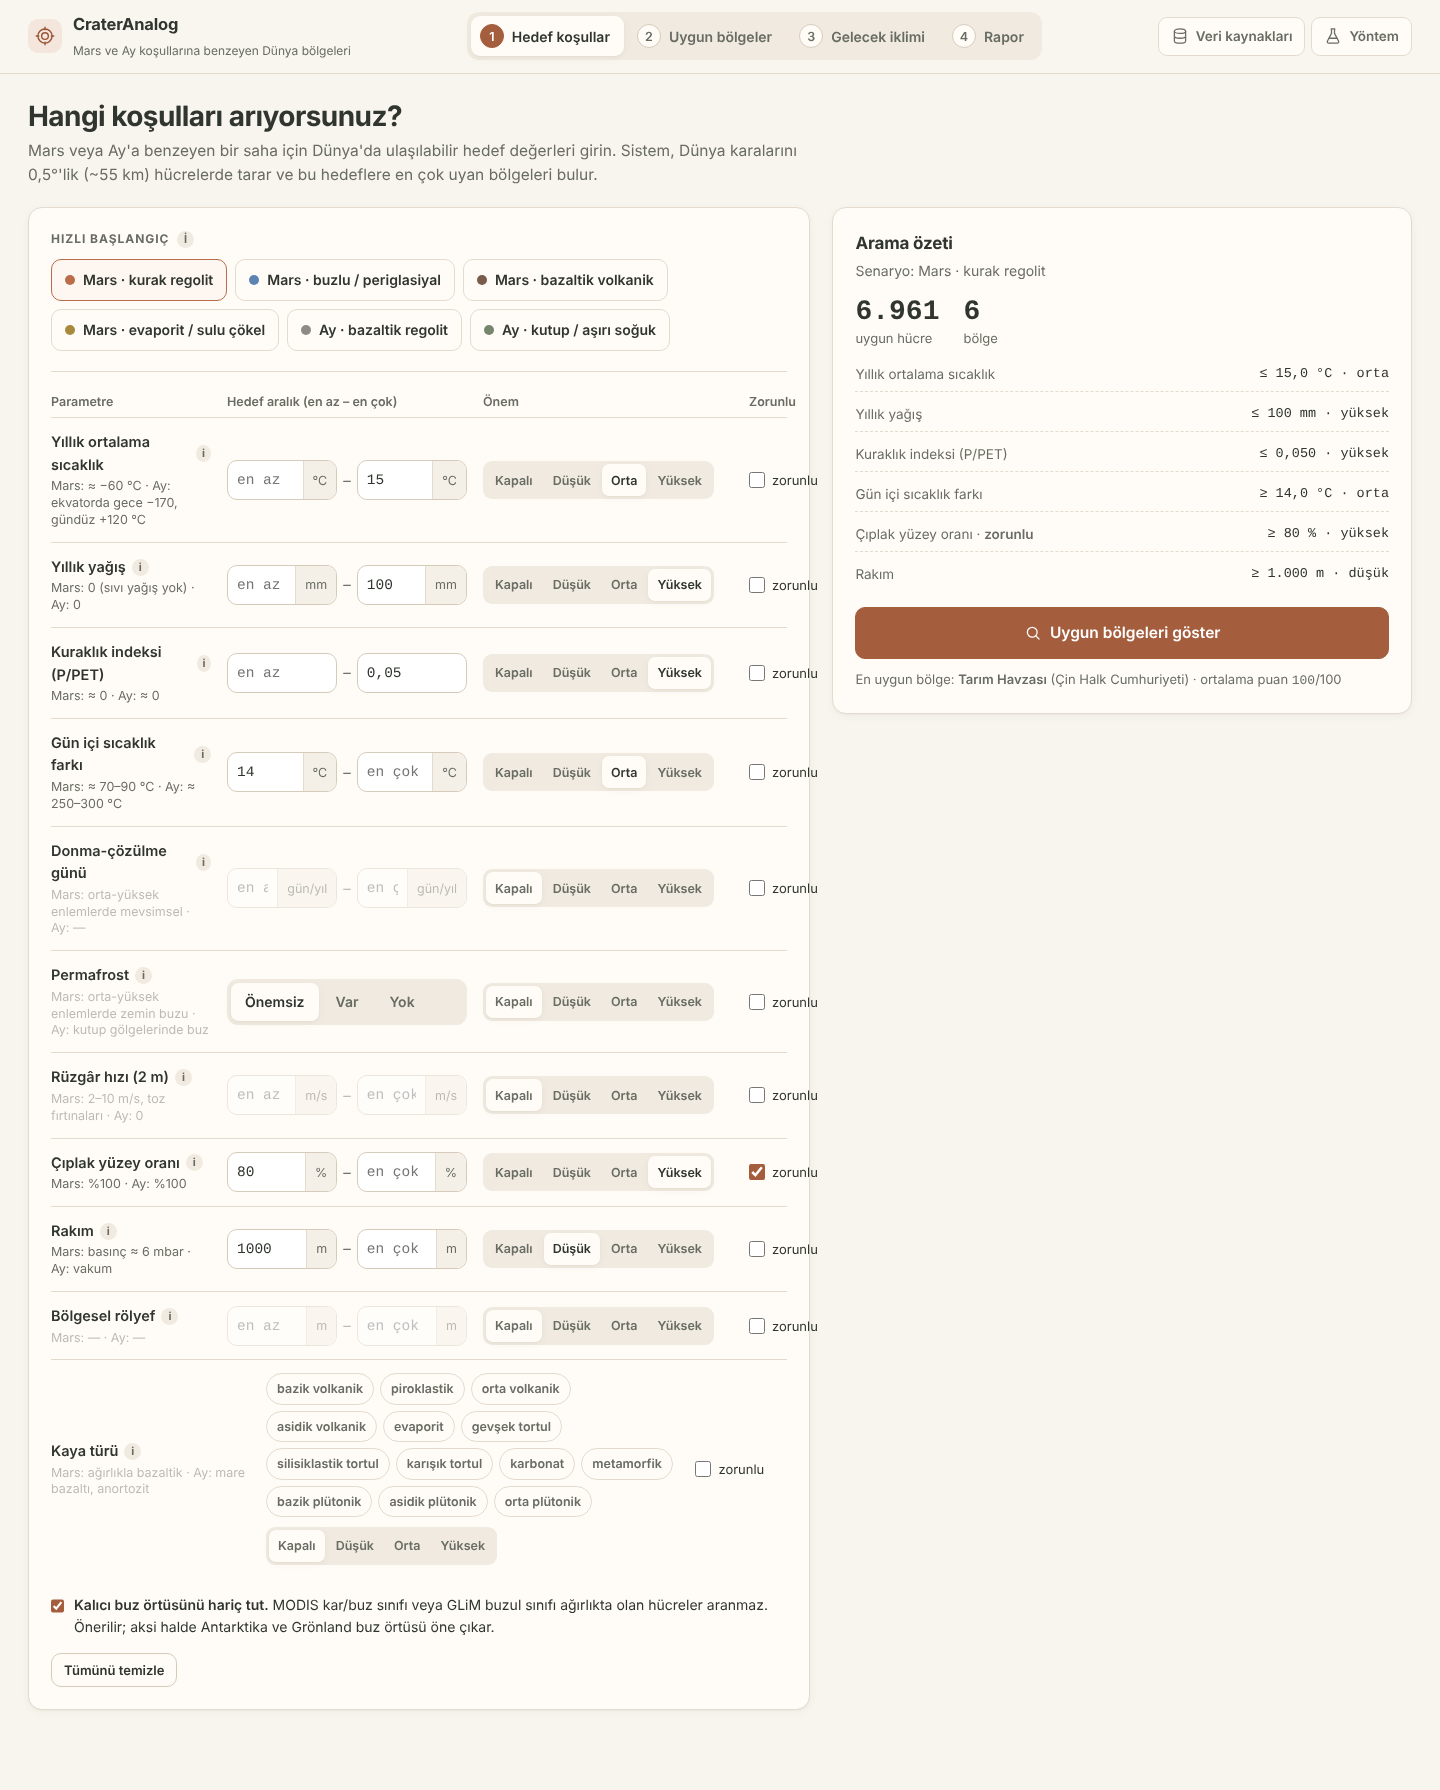 CraterAnalog
Mars ve Ay koşullarına benzeyen Dünya bölgeleri
1 Hedef koşullar
2 Uygun bölgeler
3 Gelecek iklimi
4 Rapor
Veri kaynakları
Yöntem
Hangi koşulları arıyorsunuz?
Mars veya Ay'a benzeyen bir saha için Dünya'da ulaşılabilir hedef değerleri girin. Sistem, Dünya karalarını
0,5°'lik (~55 km) hücrelerde tarar ve bu hedeflere en çok uyan bölgeleri bulur.
HIZLI BAŞLANGIÇ i
Mars · kurak regolit
Mars · buzlu / periglasiyal
Mars · bazaltik volkanik
Mars · evaporit / sulu çökel
Ay · bazaltik regolit
Ay · kutup / aşırı soğuk
Parametre Hedef aralık (en az – en çok) Önem Zorunlu
Yıllık ortalama
sıcaklık i
Mars: ≈ −60 °C · Ay:
ekvatorda gece −170,
gündüz +120 °C
en az °C – 15 °C Kapalı Düşük Orta Yüksek zorunlu
Yıllık yağış i
Mars: 0 (sıvı yağış yok) ·
Ay: 0
en az mm – 100 mm Kapalı Düşük Orta Yüksek zorunlu
Kuraklık indeksi
(P/PET) i
Mars: ≈ 0 · Ay: ≈ 0
en az – 0,05 Kapalı Düşük Orta Yüksek zorunlu
Gün içi sıcaklık
farkı i
Mars: ≈ 70–90 °C · Ay: ≈
250–300 °C
14 °C – en çok °C Kapalı Düşük Orta Yüksek zorunlu
Donma-çözülme
günü i
Mars: orta-yüksek
enlemlerde mevsimsel ·
Ay: —
en gün/yıl – en gün/yıl Kapalı Düşük Orta Yüksek zorunlu
Permafrost i
Mars: orta-yüksek
enlemlerde zemin buzu ·
Ay: kutup gölgelerinde buz
Önemsiz Var Yok Kapalı Düşük Orta Yüksek zorunlu
Rüzgâr hızı (2 m) i
Mars: 2–10 m/s, toz
fırtınaları · Ay: 0
en az m/s – en çok m/s Kapalı Düşük Orta Yüksek zorunlu
Çıplak yüzey oranı i
Mars: %100 · Ay: %100
80 % – en çok % Kapalı Düşük Orta Yüksek zorunlu
Rakım i
Mars: basınç ≈ 6 mbar ·
Ay: vakum
1000 m – en çok m Kapalı Düşük Orta Yüksek zorunlu
Bölgesel rölyef i
Mars: — · Ay: —
en az m – en çok m Kapalı Düşük Orta Yüksek zorunlu
Kaya türü i
Mars: ağırlıkla bazaltik · Ay: mare
bazaltı, anortozit
bazik volkanik piroklastik orta volkanik
asidik volkanik evaporit gevşek tortul
silisiklastik tortul karışık tortul karbonat metamorfik
bazik plütonik asidik plütonik orta plütonik
Kapalı Düşük Orta Yüksek
zorunlu
Kalıcı buz örtüsünü hariç tut. MODIS kar/buz sınıfı veya GLiM buzul sınıfı ağırlıkta olan hücreler aranmaz.
Önerilir; aksi halde Antarktika ve Grönland buz örtüsü öne çıkar.
Tümünü temizle
Arama özeti
Senaryo: Mars · kurak regolit
6.961 6
uygun hücre bölge
Yıllık ortalama sıcaklık ≤ 15,0 °C · orta
Yıllık yağış ≤ 100 mm · yüksek
Kuraklık indeksi (P/PET) ≤ 0,050 · yüksek
Gün içi sıcaklık farkı ≥ 14,0 °C · orta
Çıplak yüzey oranı · zorunlu ≥ 80 % · yüksek
Rakım ≥ 1.000 m · düşük
Uygun bölgeleri göster
En uygun bölge: Tarım Havzası (Çin Halk Cumhuriyeti) · ortalama puan 100/100